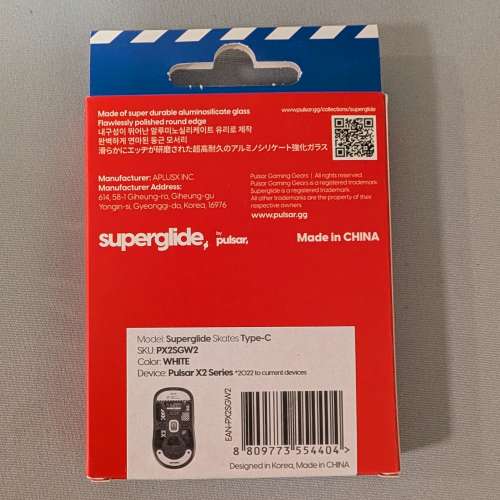 Made of super durable aluminosilicate glass
Flawlessly polished round edge
내구성이 뛰어난 알루미노실리케이트 유리로 제작
완벽하게 연마된 둥근 모서리
滑らかにエッヂが研磨された超高耐久のアルミノシリケート強化ガラス
www.pulsar.gg/collections/superglide
Manufacturer: APLUSX INC
Manufacturer Address:
614, 58-1 Giheung-ro, Giheung-gu
Yongin-si, Gyeonggi-do, Korea, 16976
Pulsar Gaming Gears | All rights reserved.
Pulsar Gaming Gears is a registered trademark
Superglide is a registered trademark.
All other trademarks are the property of their
respective owners
www.pulsar.gg
superglide, by pulsar,
Made in CHINA
Model: Superglide Skates Type-C
SKU: PX2SGW2
Color: WHITE
Device: Pulsar X2 Series *2022 to current devices
X2
EAN-PX2SGW2
8 809773 554404 >
Designed in Korea, Made in CHINA